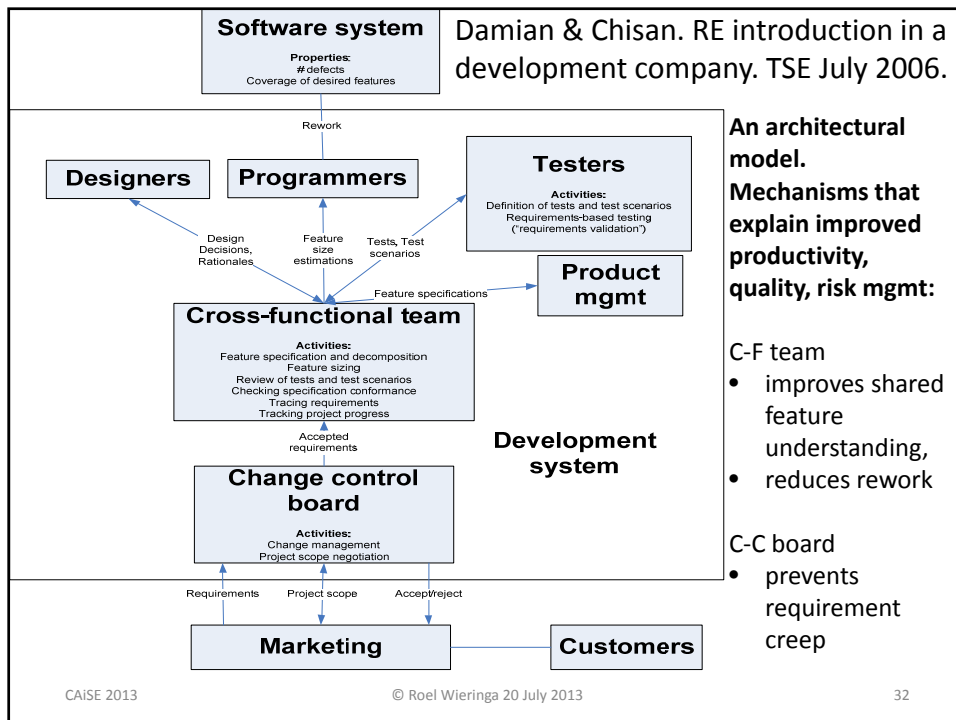 Software system
Properties:
# defects
Coverage of desired features
Damian & Chisan. RE introduction in a
development company. TSE July 2006.
Rework
Designers
Programmers
Testers
Activities:
Definition of tests and test scenarios
Requirements-based testing
("requirements validation")
Design
Decisions,
Rationales
Feature
size
estimations
Tests, Test
scenarios
Product
mgmt
Feature specifications
Cross-functional team
Activities:
Feature specification and decomposition
Feature sizing
Review of tests and test scenarios
Checking specification conformance
Tracing requirements
Tracking project progress
Accepted
requirements
Development
system
Change control
board
Activities:
Change management
Project scope negotiation
Requirements
Project scope
Accept/reject
Marketing
Customers
An architectural
model.
Mechanisms that
explain improved
productivity,
quality, risk mgmt:
C-F team
• improves shared
feature
understanding,
• reduces rework
C-C board
• prevents
requirement
creep
CAiSE 2013
© Roel Wieringa 20 July 2013
32